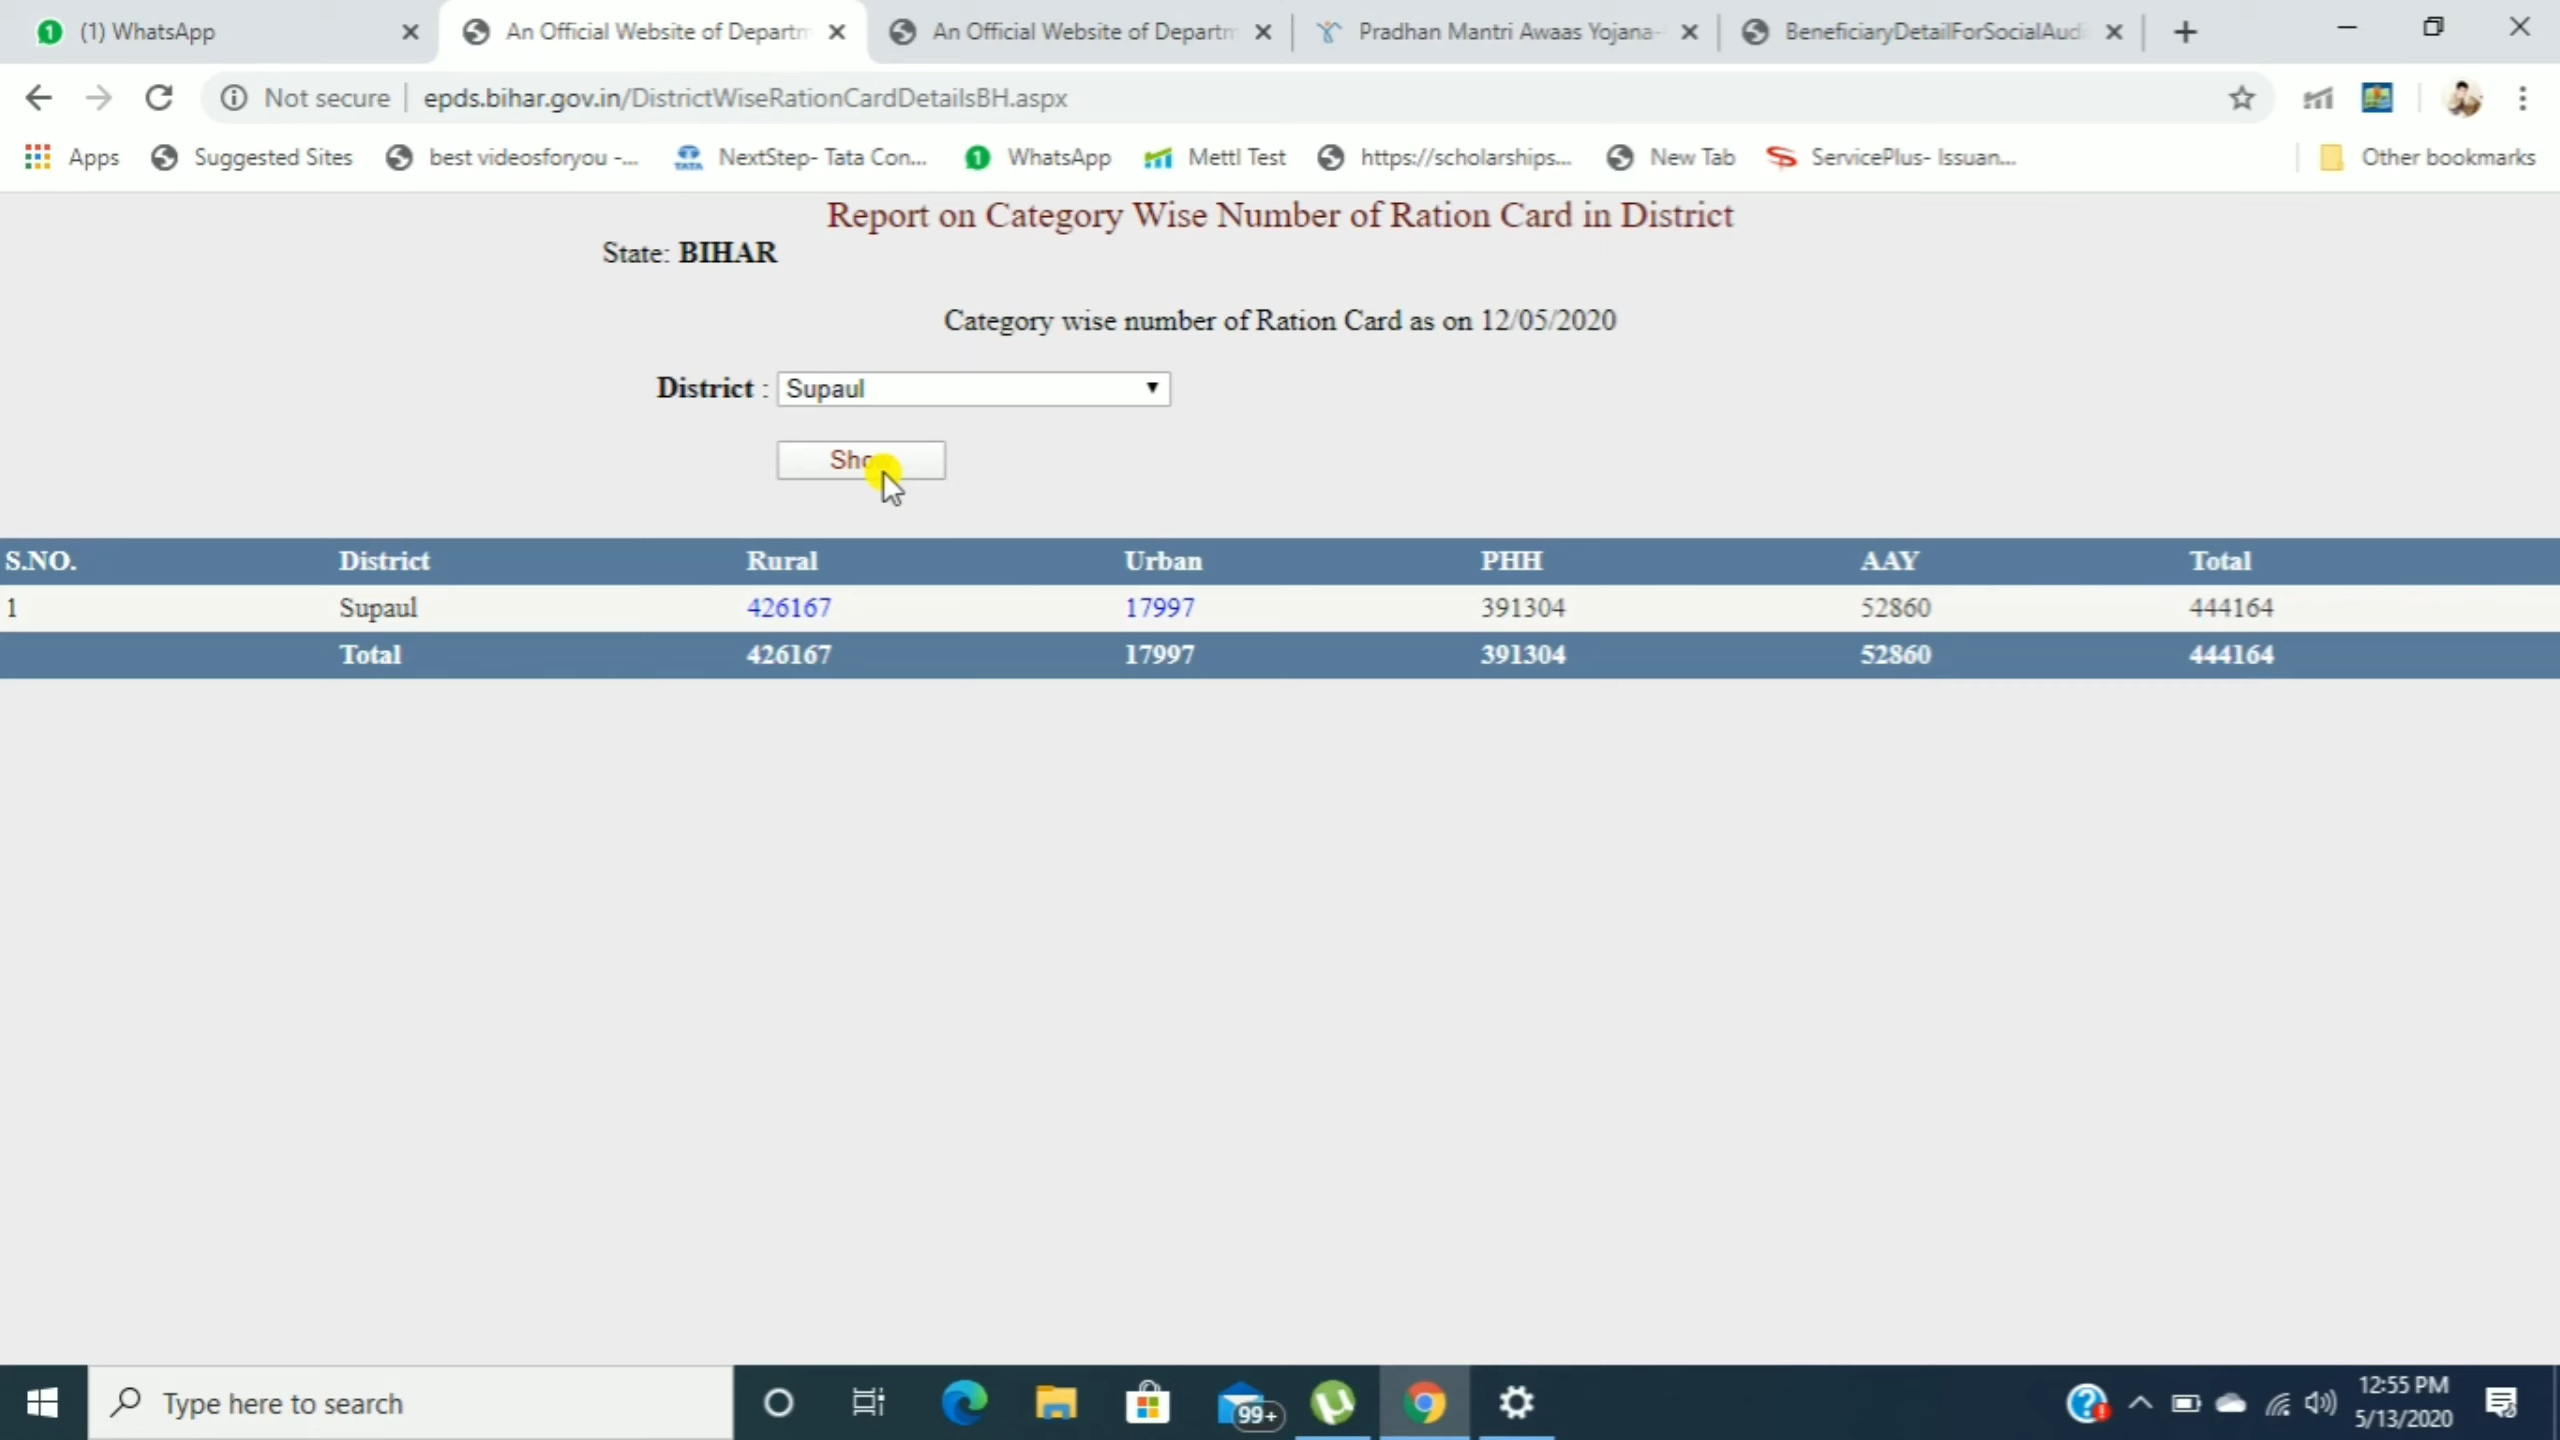 (1) WhatsApp
An Official Website of Departm
An Official Website of Departm
Pradhan Mantri Awaas Yojana-
BeneficiaryDetailForSocialAudi
Not secure
epds.bihar.gov.in/DistrictWiseRationCardDetailsBH.aspx
Apps Suggested Sites best videosforyou -... NextStep- Tata Con... 1 WhatsApp Mettl Test https://scholarships... New Tab ServicePlus- Issuan... Other bookmarks
Report on Category Wise Number of Ration Card in District
State: BIHAR
Category wise number of Ration Card as on 12/05/2020
District : Supaul
Show
S.NO. District Rural Urban PHH AAY Total
1 Supaul 426167 17997 391304 52860 444164
Total 426167 17997 391304 52860 444164
Type here to search
99+
12:55 PM
5/13/2020